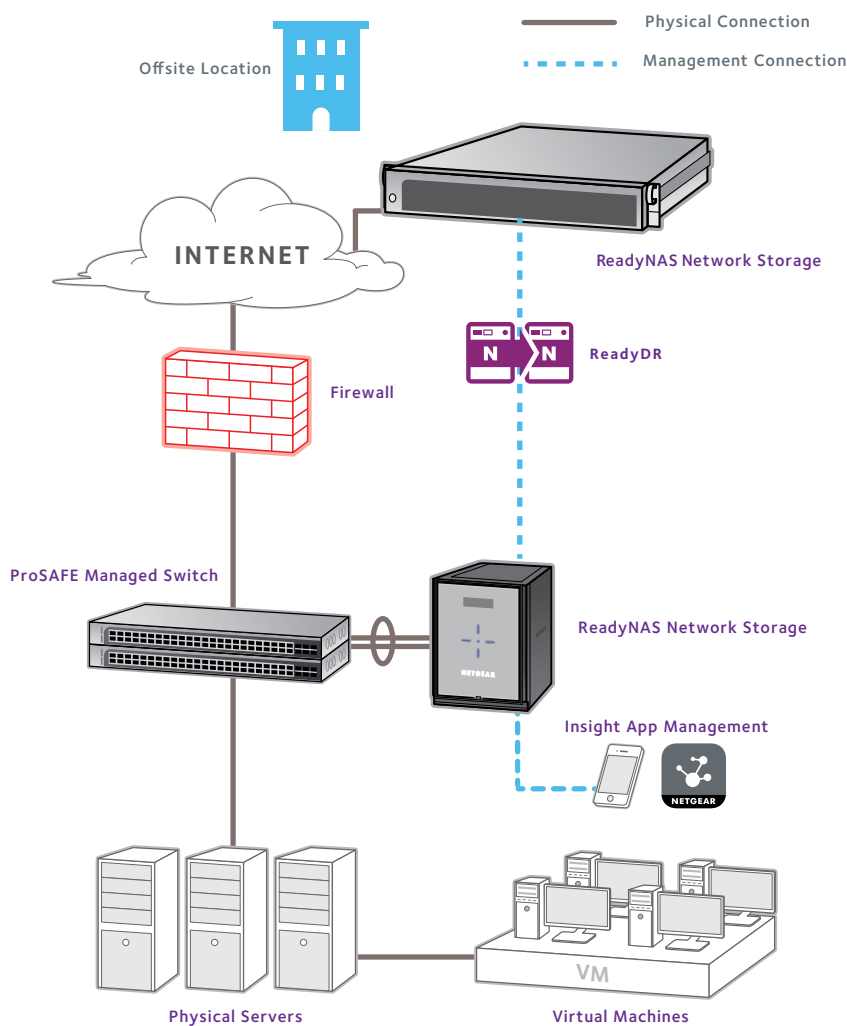 Physical Connection
Offsite Location
Management Connection
INTERNET
ReadyNAS Network Storage
N N
ReadyDR
Firewall
ProSAFE Managed Switch
ReadyNAS Network Storage
NETGEAR
Insight App Management
NETGEAR
VM
Physical Servers
Virtual Machines